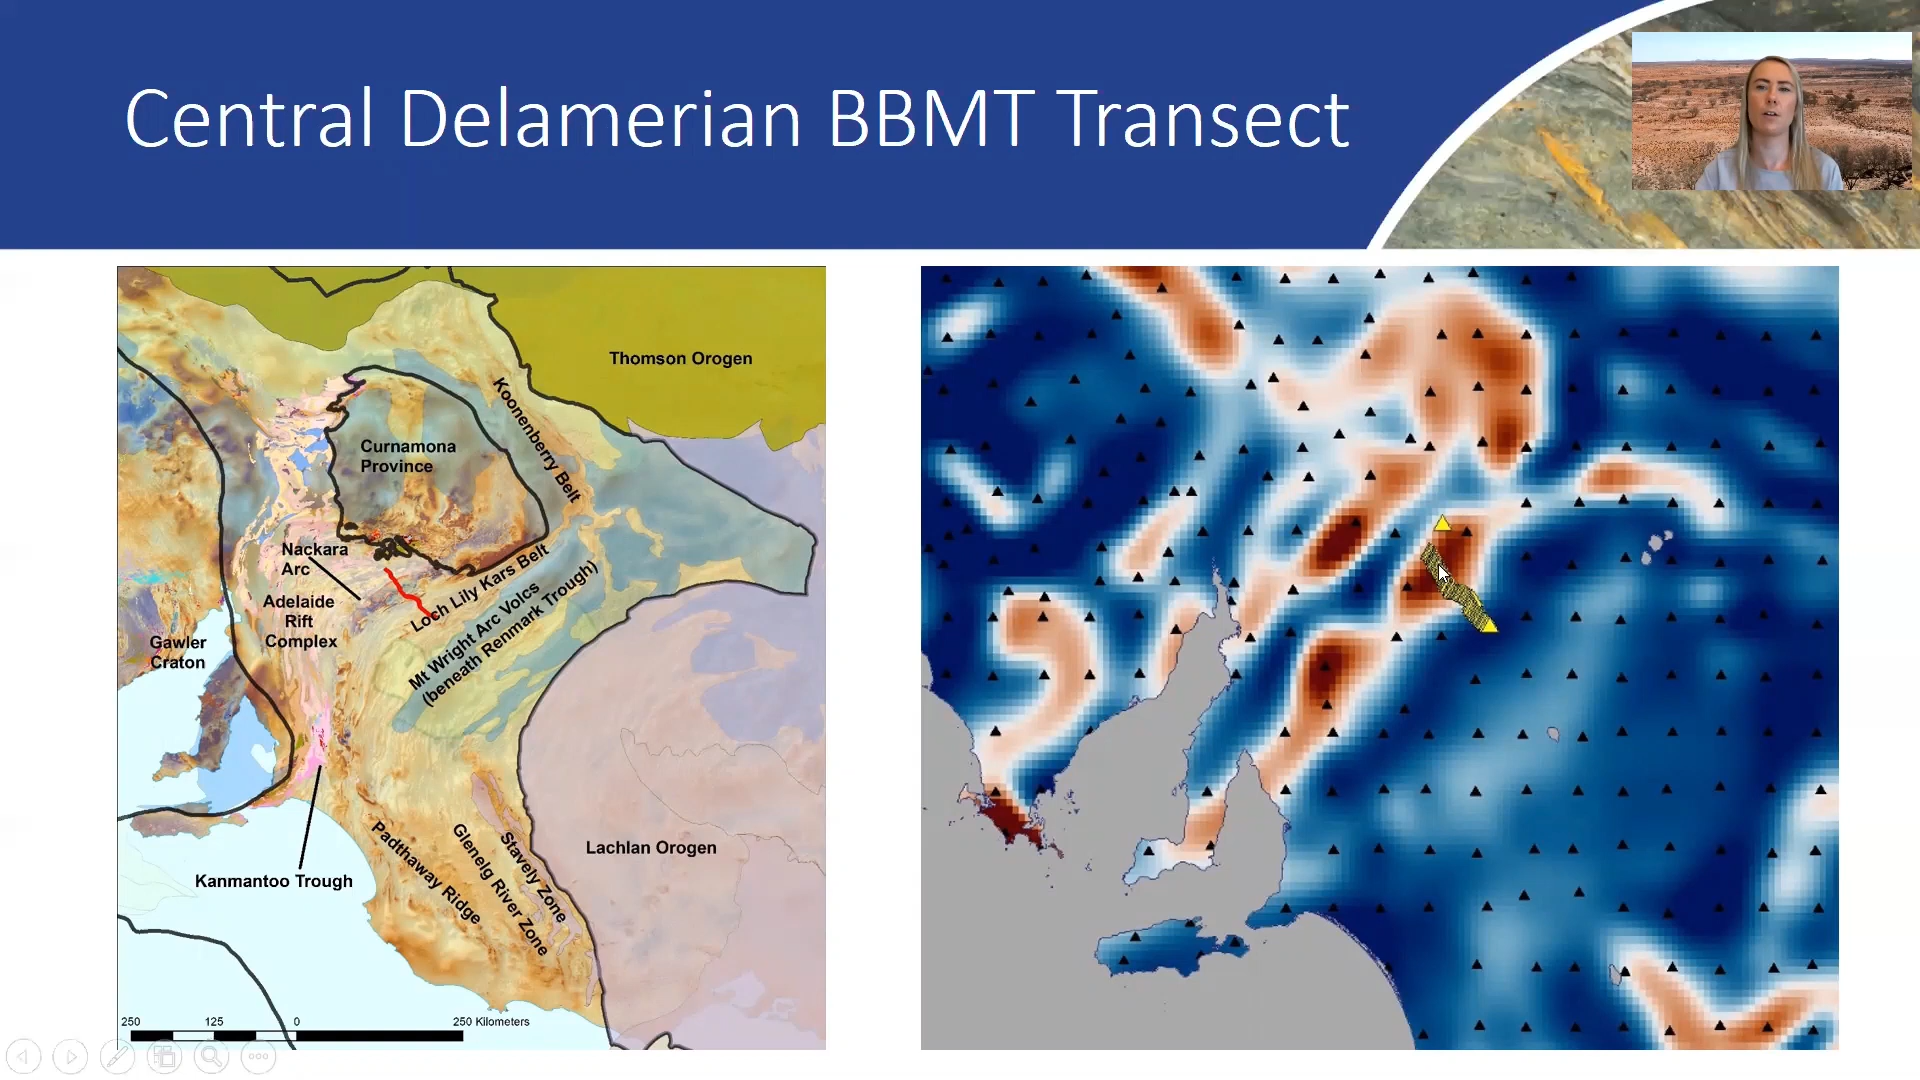 Central Delamerian BBMT Transect
Thomson Orogen
Koonenberry Belt
Curnamona
Province
Nackara
Arc
Loch Lily Kars Belt
Adelaide
Rift
Complex
Mt Wright Arc Volcs
(beneath Renmark Trough)
Gawler
Craton
Lachlan Orogen
Stavely Zone
Glenelg River Zone
Padthaway Ridge
Kanmantoo Trough
250 125 0 250 Kilometers